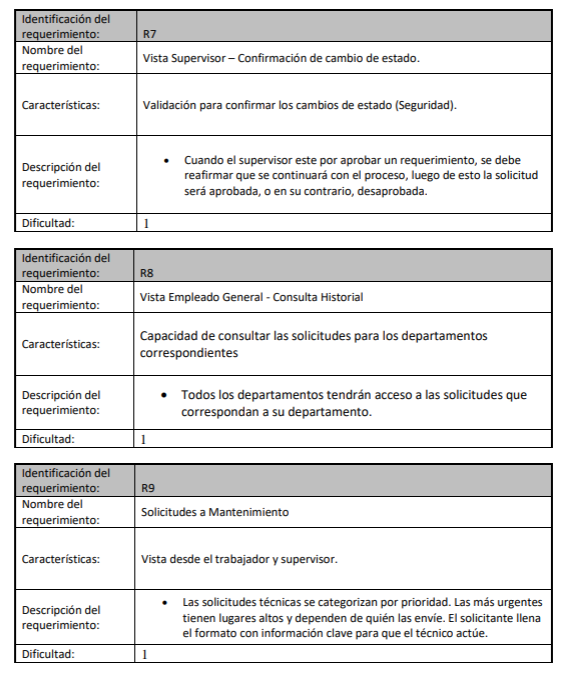 Identificación del
requerimiento:
R7
Nombre del
requerimiento:
Vista Supervisor – Confirmación de cambio de estado.
Características:
Validación para confirmar los cambios de estado (Seguridad).
Descripción del
requerimiento:
• Cuando el supervisor este por aprobar un requerimiento, se debe
reafirmar que se continuará con el proceso, luego de esto la solicitud
será aprobada, o en su contrario, desaprobada.
Dificultad:
1
Identificación del
requerimiento:
R8
Nombre del
requerimiento:
Vista Empleado General - Consulta Historial
Características:
Capacidad de consultar las solicitudes para los departamentos
correspondientes
Descripción del
requerimiento:
• Todos los departamentos tendrán acceso a las solicitudes que
correspondan a su departamento.
Dificultad:
1
Identificación del
requerimiento:
R9
Nombre del
requerimiento:
Solicitudes a Mantenimiento
Características:
Vista desde el trabajador y supervisor.
Descripción del
requerimiento:
• Las solicitudes técnicas se categorizan por prioridad. Las más urgentes
tienen lugares altos y dependen de quién las envíe. El solicitante llena
el formato con información clave para que el técnico actúe.
Dificultad:
1